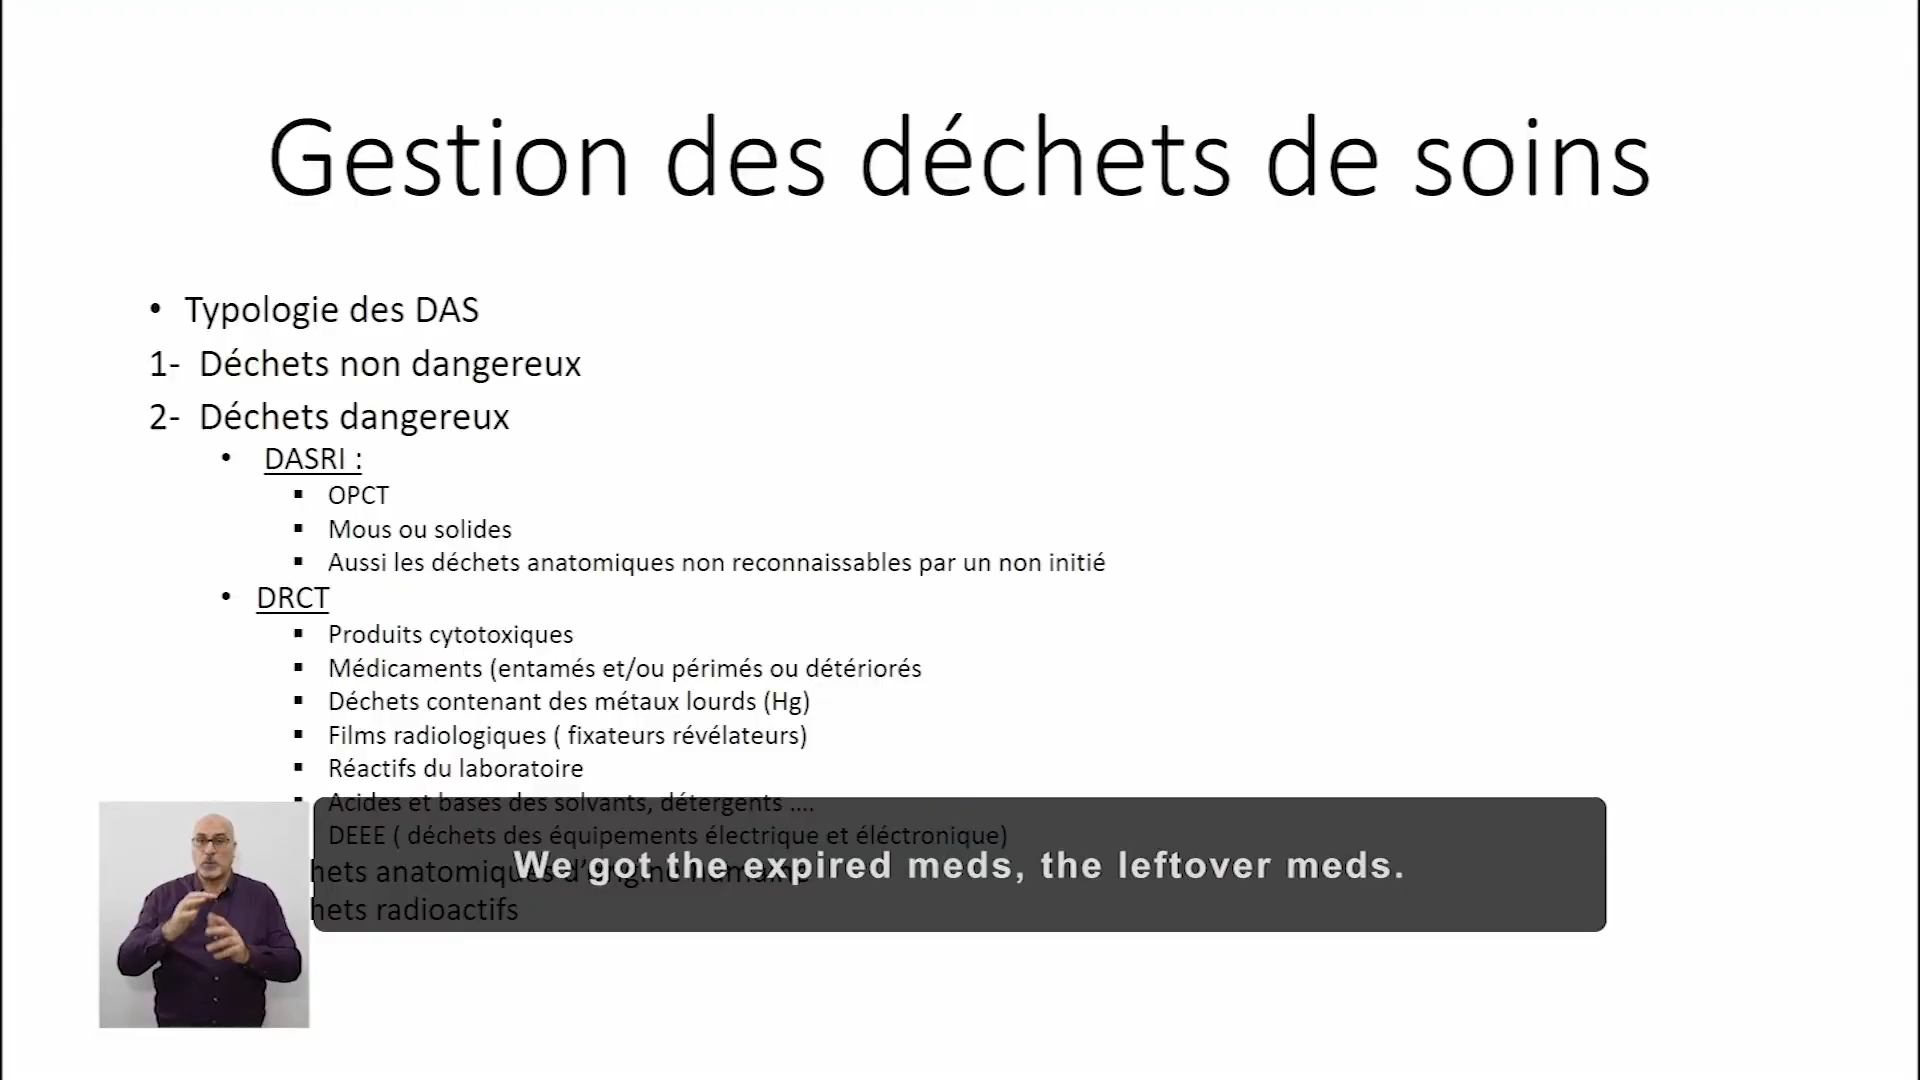 Gestion des déchets de soins
• Typologie des DAS
1- Déchets non dangereux
2- Déchets dangereux
• DASRI :
▪ OPCT
▪ Mous ou solides
▪ Aussi les déchets anatomiques non reconnaissables par un non initié
• DRCT
▪ Produits cytotoxiques
▪ Médicaments (entamés et/ou périmés ou détériorés
▪ Déchets contenant des métaux lourds (Hg)
▪ Films radiologiques ( fixateurs révélateurs)
▪ Réactifs du laboratoire
▪ Acides et bases des solvants, détergents ....
DEEE ( déchets des équipements électrique et éléctronique)
hets anatomiques d'origine
hets radioactifs
We got the expired meds, the leftover meds.